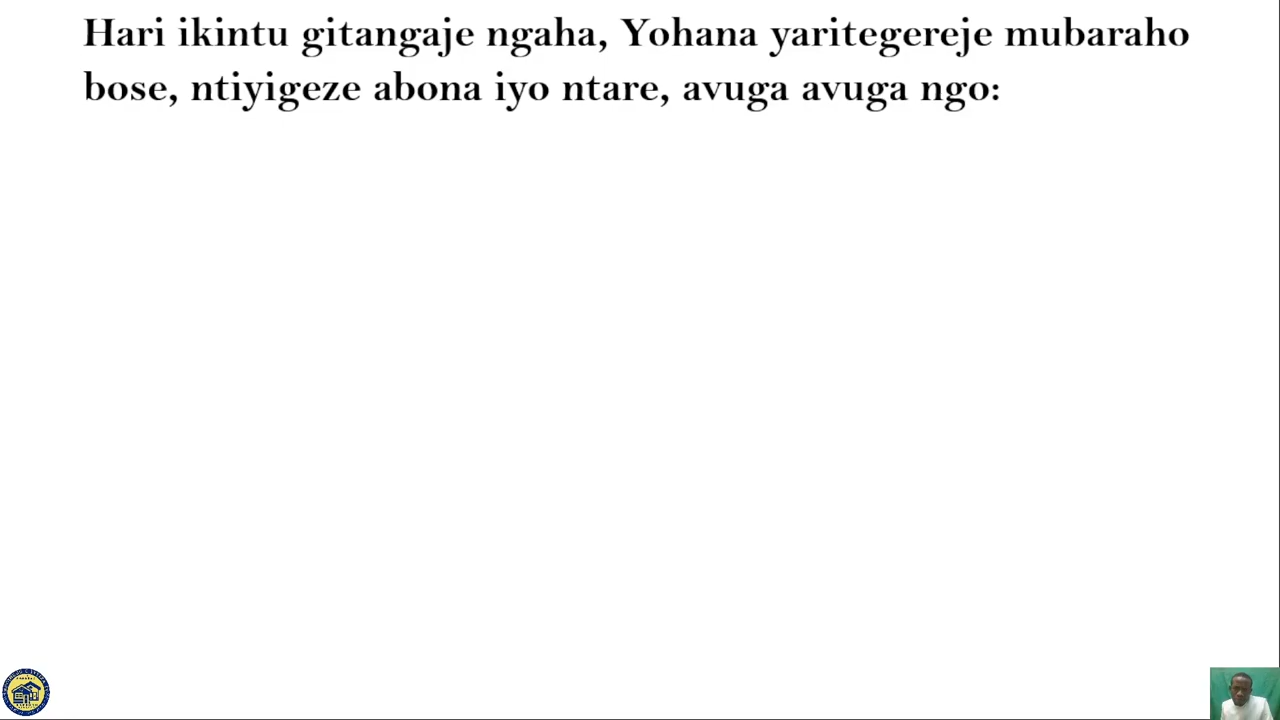 Hari ikintu gitangaje ngaha, Yohana yaritegereje mubaraho
bose, ntiyigeze abona iyo ntare, avuga avuga ngo: